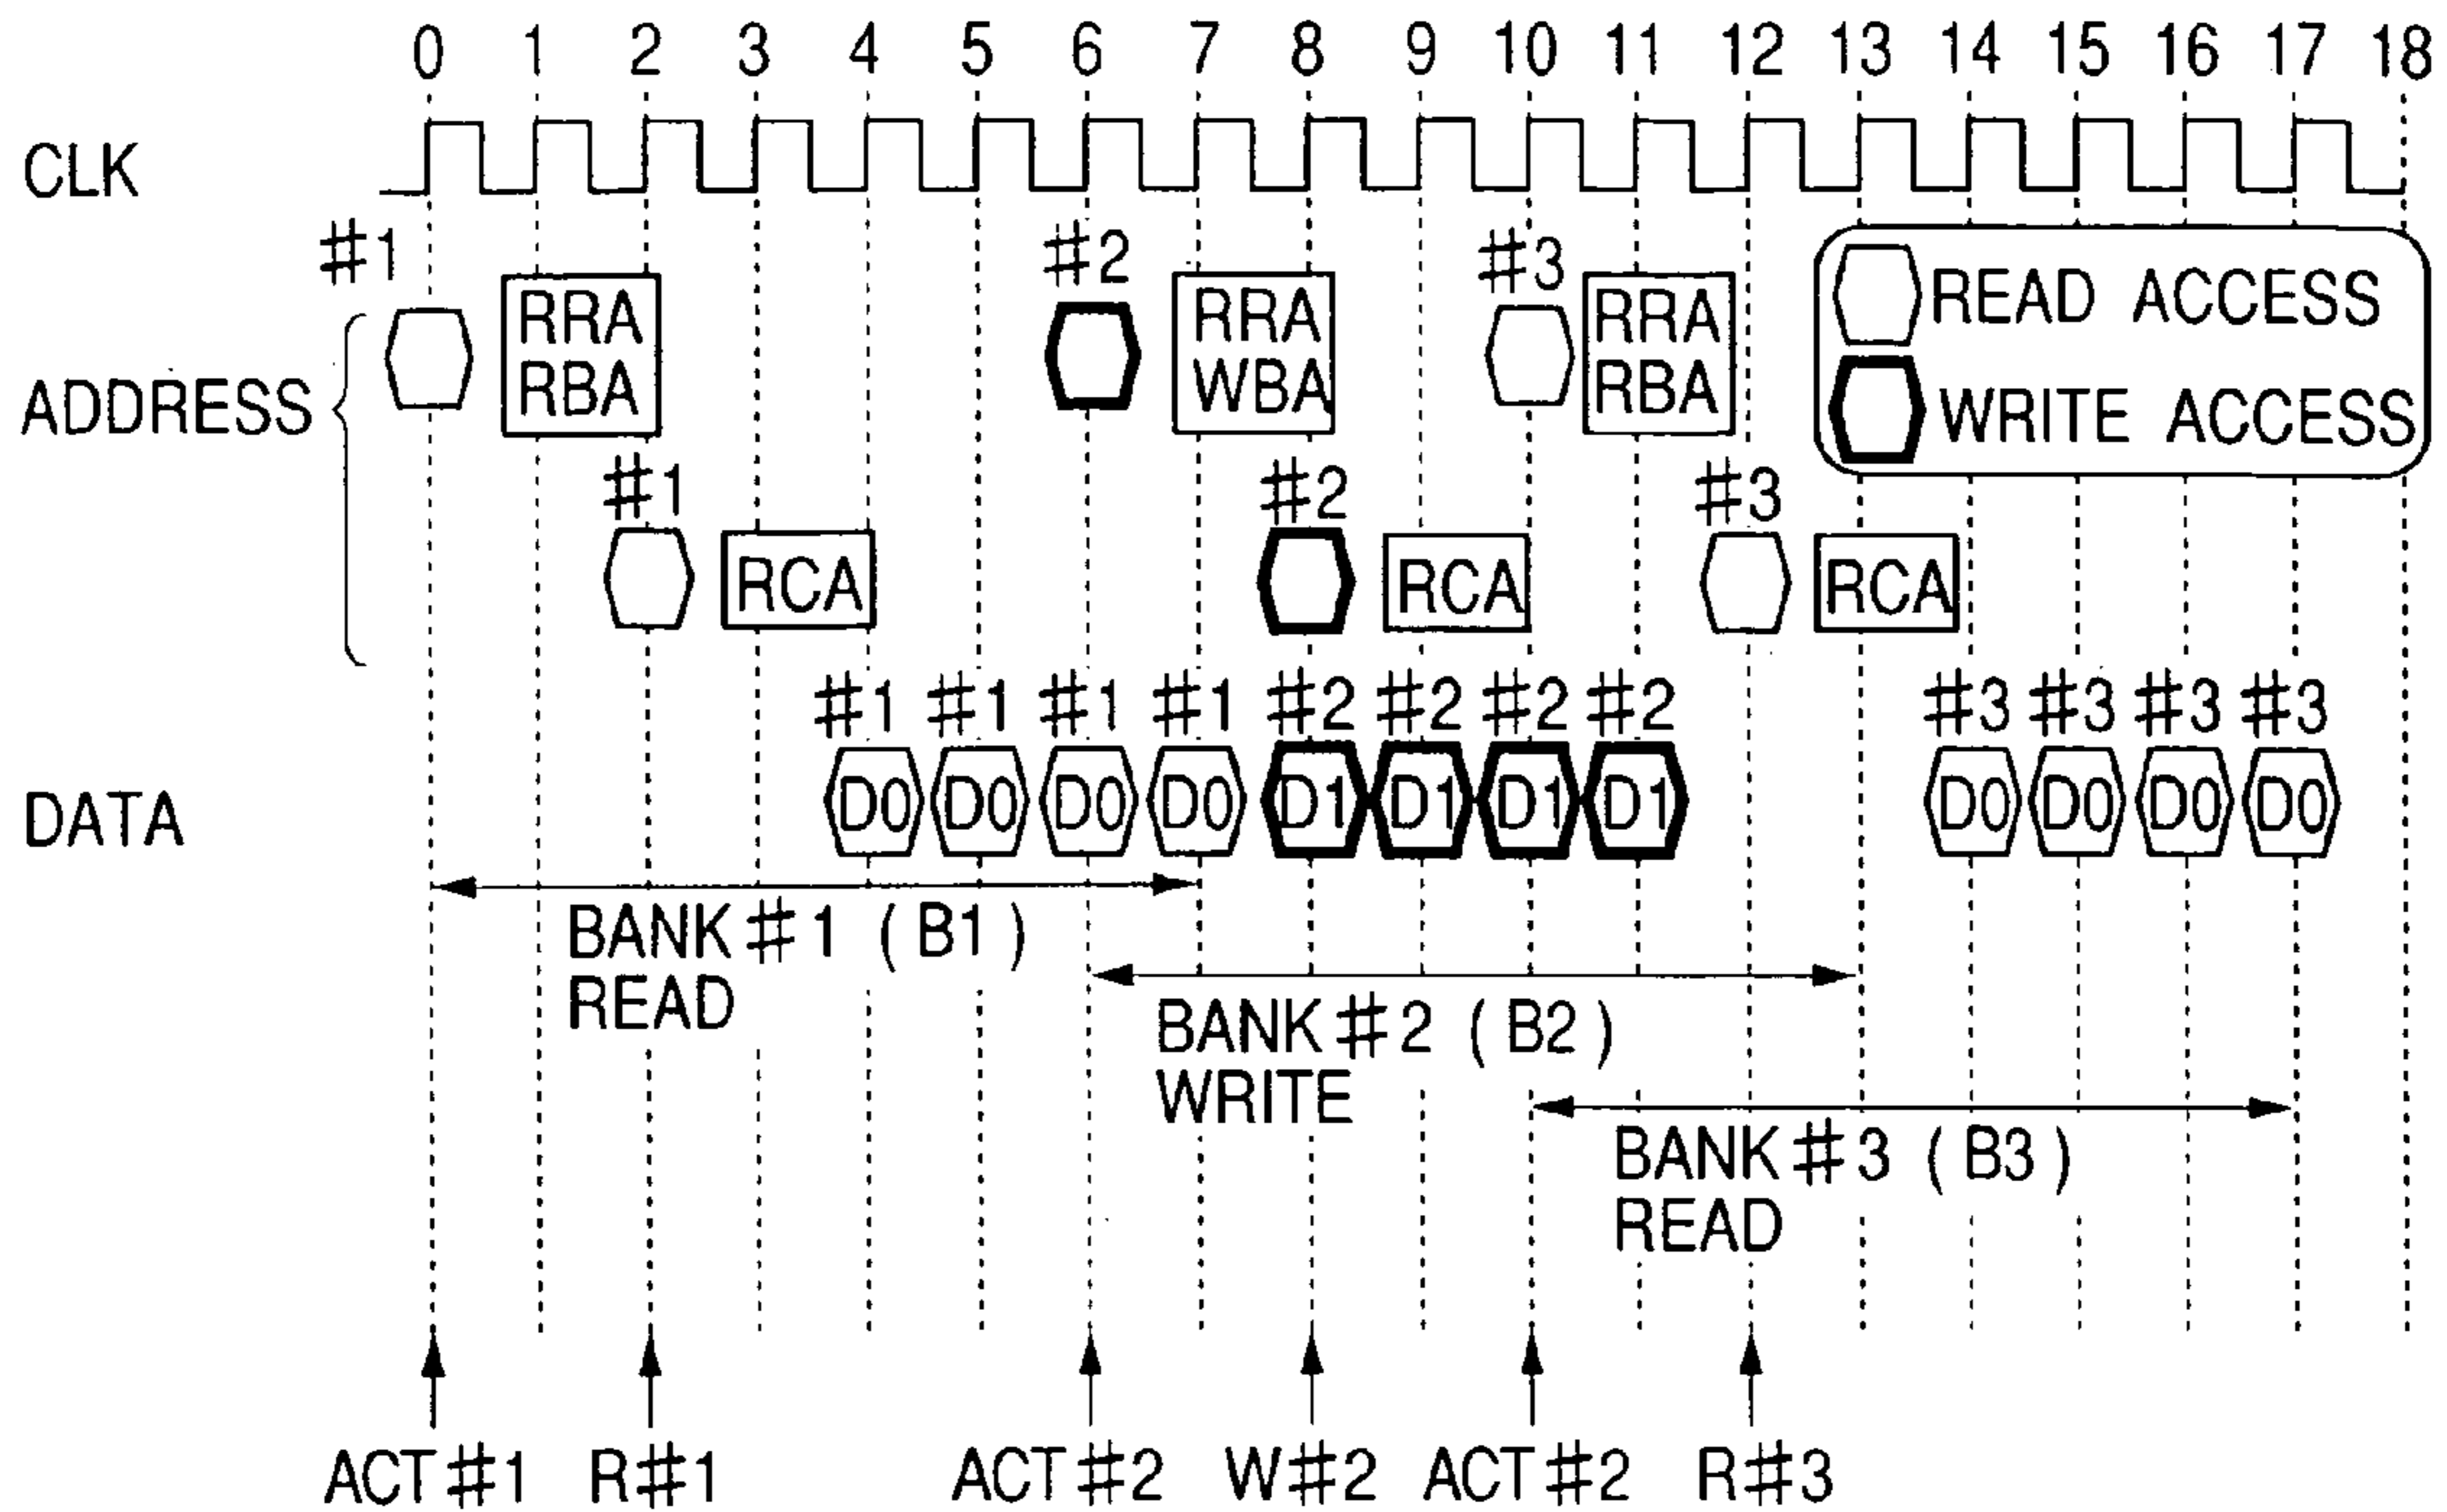 0 1 2 3 4 5 6 7 8 9 10 11 12 13 14 15 16 17 18
CLK
#1 #2 #3
RRA RRA RRA READ ACCESS
RBA WBA RBA WRITE ACCESS
ADDRESS
#1 #2 #3
RCA RCA RCA
#1 #1 #1 #1 #2 #2 #2 #2 #3 #3 #3 #3
DATA D0 D0 D0 D0 D1 D1 D1 D1 D0 D0 D0 D0
BANK #1 (B1)
READ
BANK #2 (B2)
WRITE
BANK #3 (B3)
READ
ACT #1 R#1 ACT #2 W#2 ACT #2 R#3